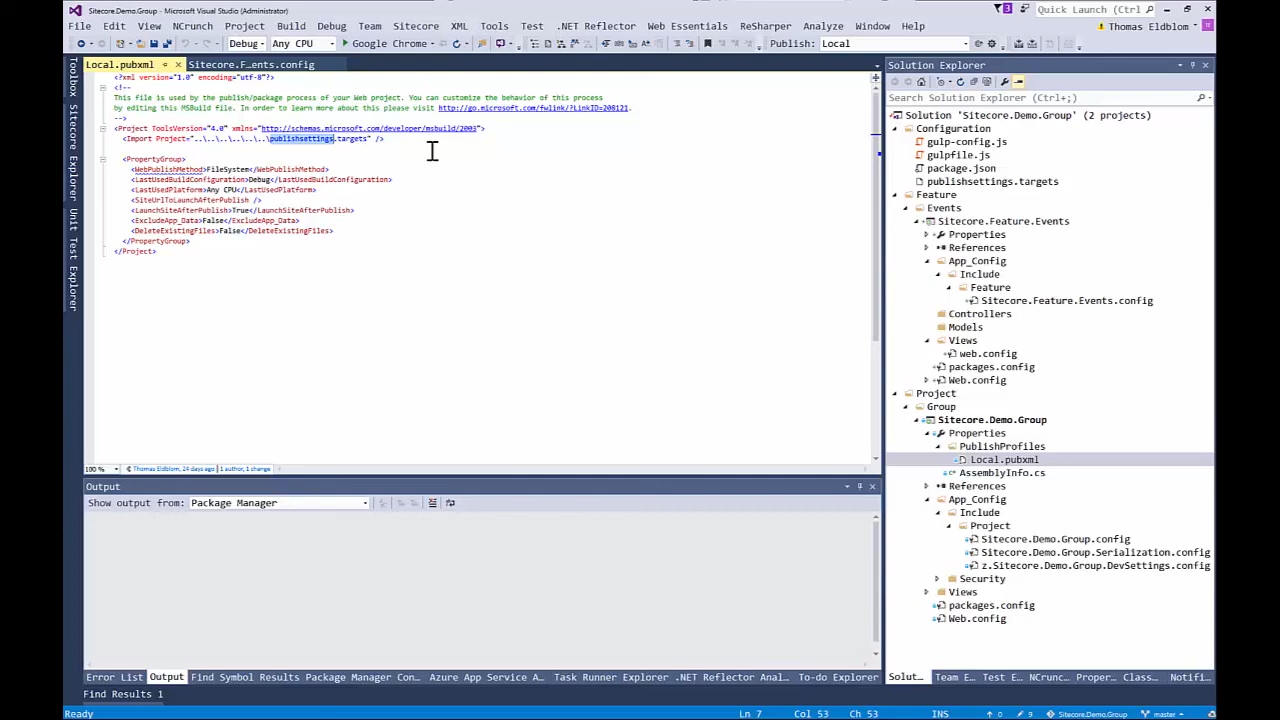 Sitecore.Demo.Group - Microsoft Visual Studio (Administrator)
3
Quick Launch (Ctrl
File Edit View NCrunch Project Build Debug Team Sitecore XML Tools Test .NET Reflector Web Essentials ReSharper Analyze Window Help
Thomas Eldblom TE
Debug Any CPU Google Chrome Publish: Local
Toolbox
Sitecore Explorer
Unit Test Explorer
Local.pubxml Sitecore.F…ents.config
<?xml version="1.0" encoding="utf-8"?>
<!--
This file is used by the publish/package process of your Web project. You can customize the behavior of this process
by editing this MSBuild file. In order to learn more about this please visit http://go.microsoft.com/fwlink/?LinkID=208121.
-->
<Project ToolsVersion="4.0" xmlns="http://schemas.microsoft.com/developer/msbuild/2003">
<Import Project="..\..\..\..\..\..\publishsettings.targets" />
<PropertyGroup>
<WebPublishMethod>FileSystem</WebPublishMethod>
<LastUsedBuildConfiguration>Debug</LastUsedBuildConfiguration>
<LastUsedPlatform>Any CPU</LastUsedPlatform>
<SiteUrlToLaunchAfterPublish />
<LaunchSiteAfterPublish>True</LaunchSiteAfterPublish>
<ExcludeApp_Data>False</ExcludeApp_Data>
<DeleteExistingFiles>False</DeleteExistingFiles>
</PropertyGroup>
</Project>
100 % Thomas Eldblom, 24 days ago | 1 author, 1 change
Output
Show output from: Package Manager
Error List Output Find Symbol Results Package Manager Con... Azure App Service A... Task Runner Explorer .NET Reflector Anal... To-do Explorer
Find Results 1
Solution Explorer
Search Solution Explorer (Ctrl+;)
Solution 'Sitecore.Demo.Group' (2 projects)
Configuration
gulp-config.js
gulpfile.js
package.json
publishsettings.targets
Feature
Events
Sitecore.Feature.Events
Properties
References
App_Config
Include
Feature
Sitecore.Feature.Events.config
Controllers
Models
Views
web.config
packages.config
Web.config
Project
Group
Sitecore.Demo.Group
Properties
PublishProfiles
Local.pubxml
AssemblyInfo.cs
References
App_Config
Include
Project
Sitecore.Demo.Group.config
Sitecore.Demo.Group.Serialization.config
z.Sitecore.Demo.Group.DevSettings.config
Security
Views
packages.config
Web.config
Solut... Team E... Test E... NCrunc... Proper... Class... Notifi...
Ready Ln 7 Col 53 Ch 53 INS 0 9 Sitecore.Demo.Group master